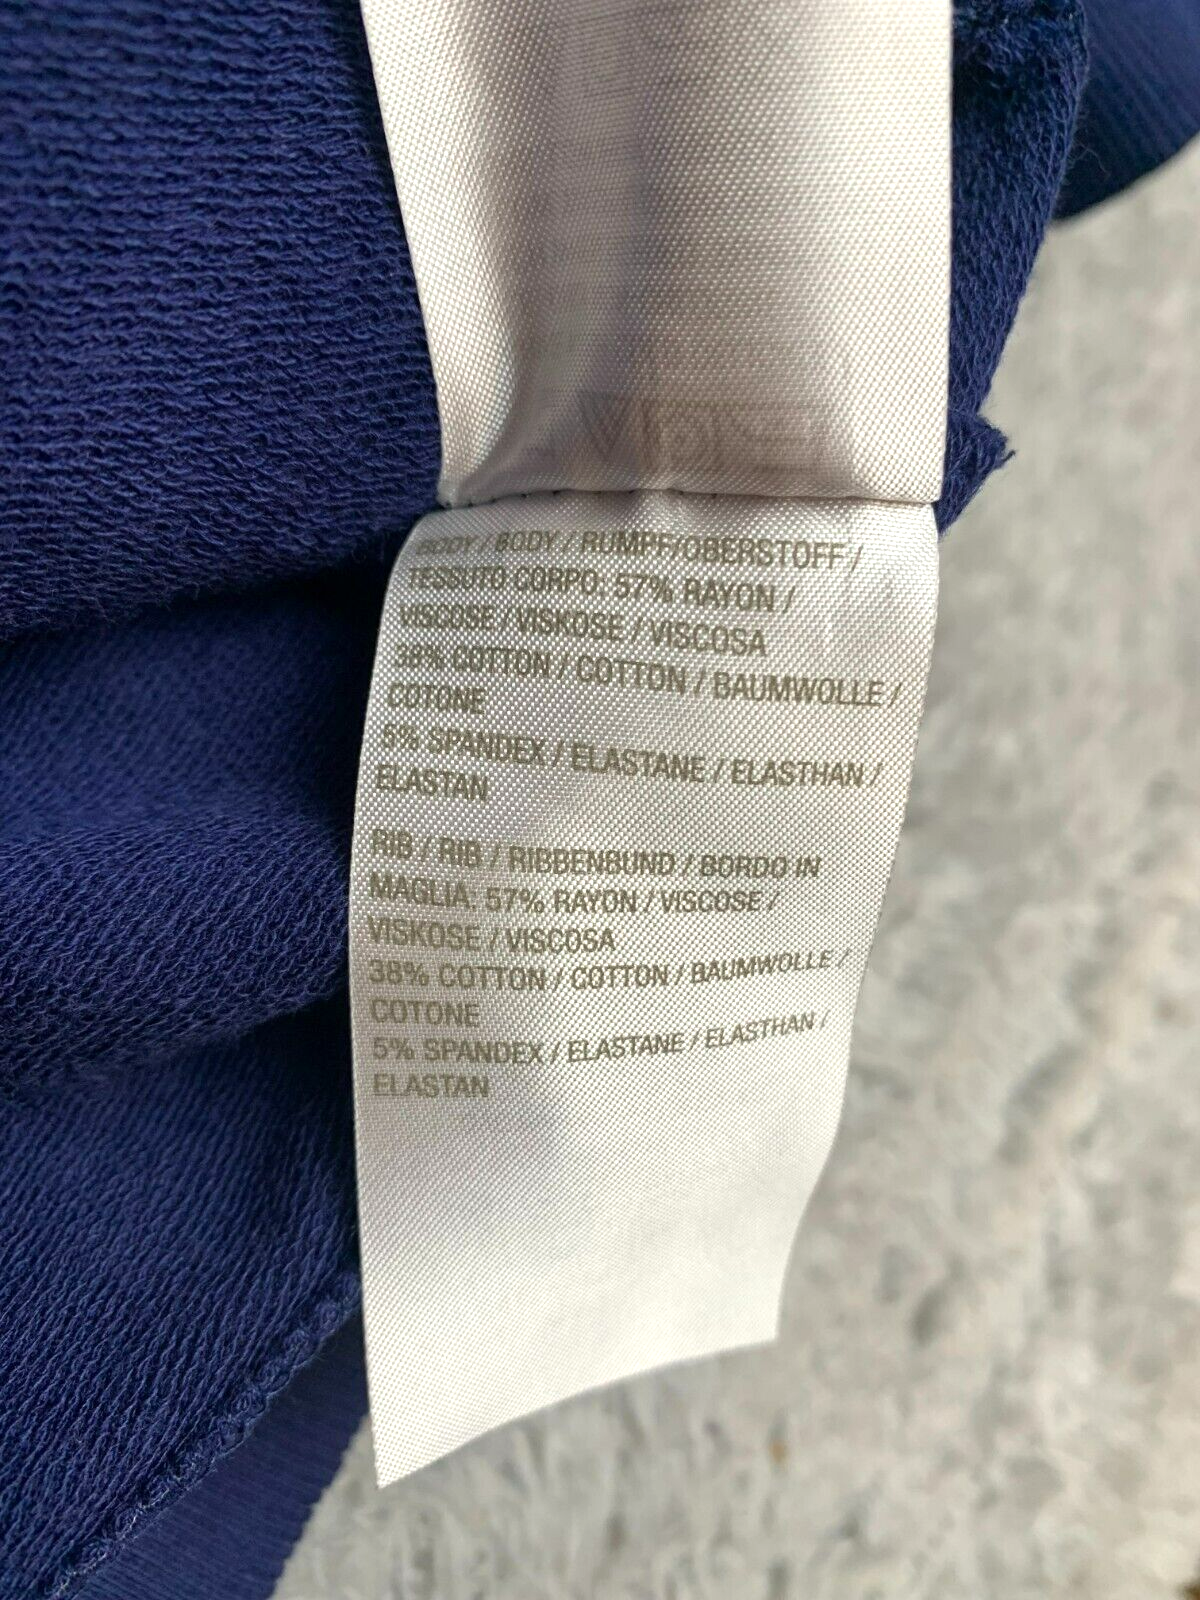 BODY / BODY / RUMPF/OBERSTOFF /
TESSUTO CORPO: 57% RAYON /
VISCOSE / VISKOSE / VISCOSA
38% COTTON / COTTON / BAUMWOLLE /
COTONE
5% SPANDEX / ELASTANE / ELASTHAN /
ELASTAN
RIB / RIB / RIBBENBUND / BORDO IN
MAGLIA: 57% RAYON / VISCOSE /
VISKOSE / VISCOSA
38% COTTON / COTTON / BAUMWOLLE /
COTONE
5% SPANDEX / ELASTANE / ELASTHAN /
ELASTAN